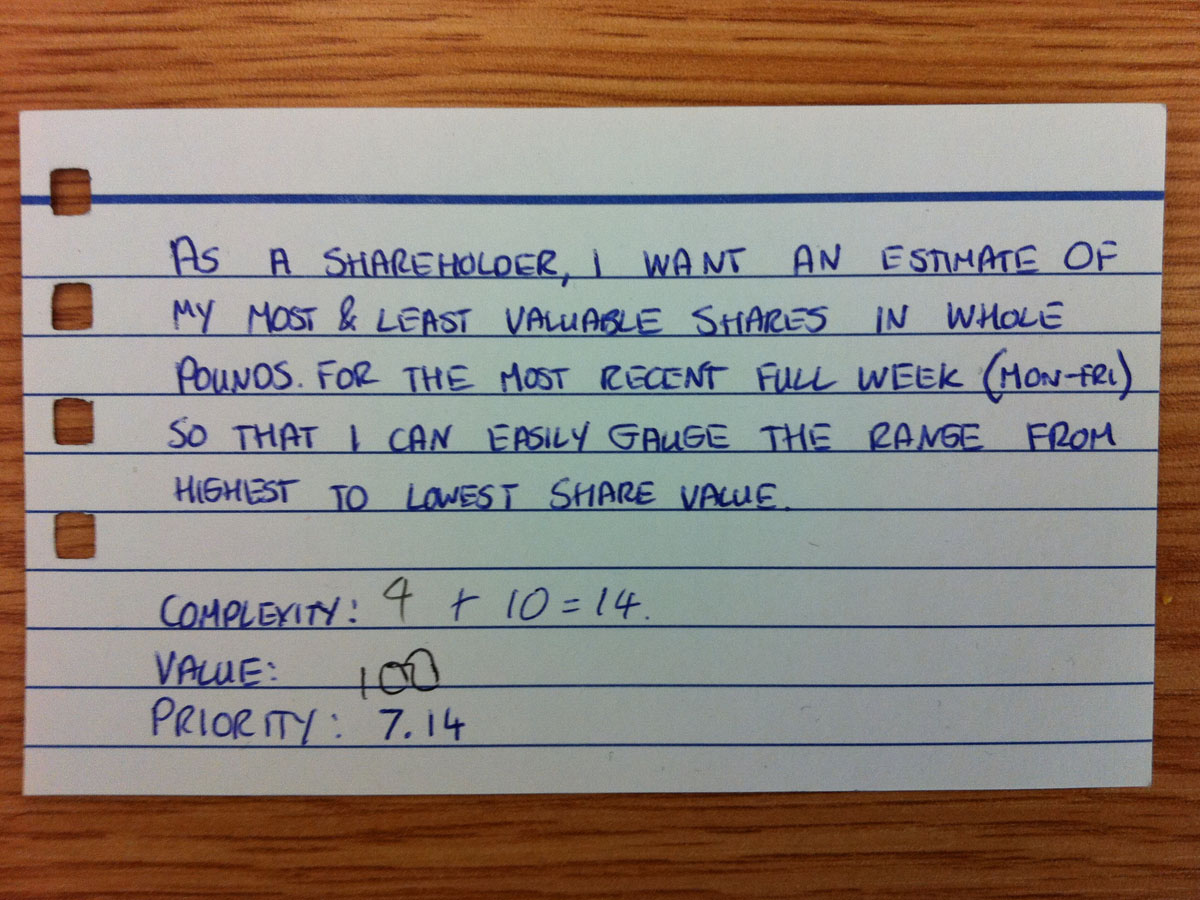 AS A SHAREHOLDER, I WANT AN ESTIMATE OF
MY MOST & LEAST VALUABLE SHARES IN WHOLE
POUNDS. FOR THE MOST RECENT FULL WEEK (MON-FRI)
SO THAT I CAN EASILY GAUGE THE RANGE FROM
HIGHEST TO LOWEST SHARE VALUE.
COMPLEXITY: 4 + 10 = 14.
VALUE: 100
PRIORITY: 7.14